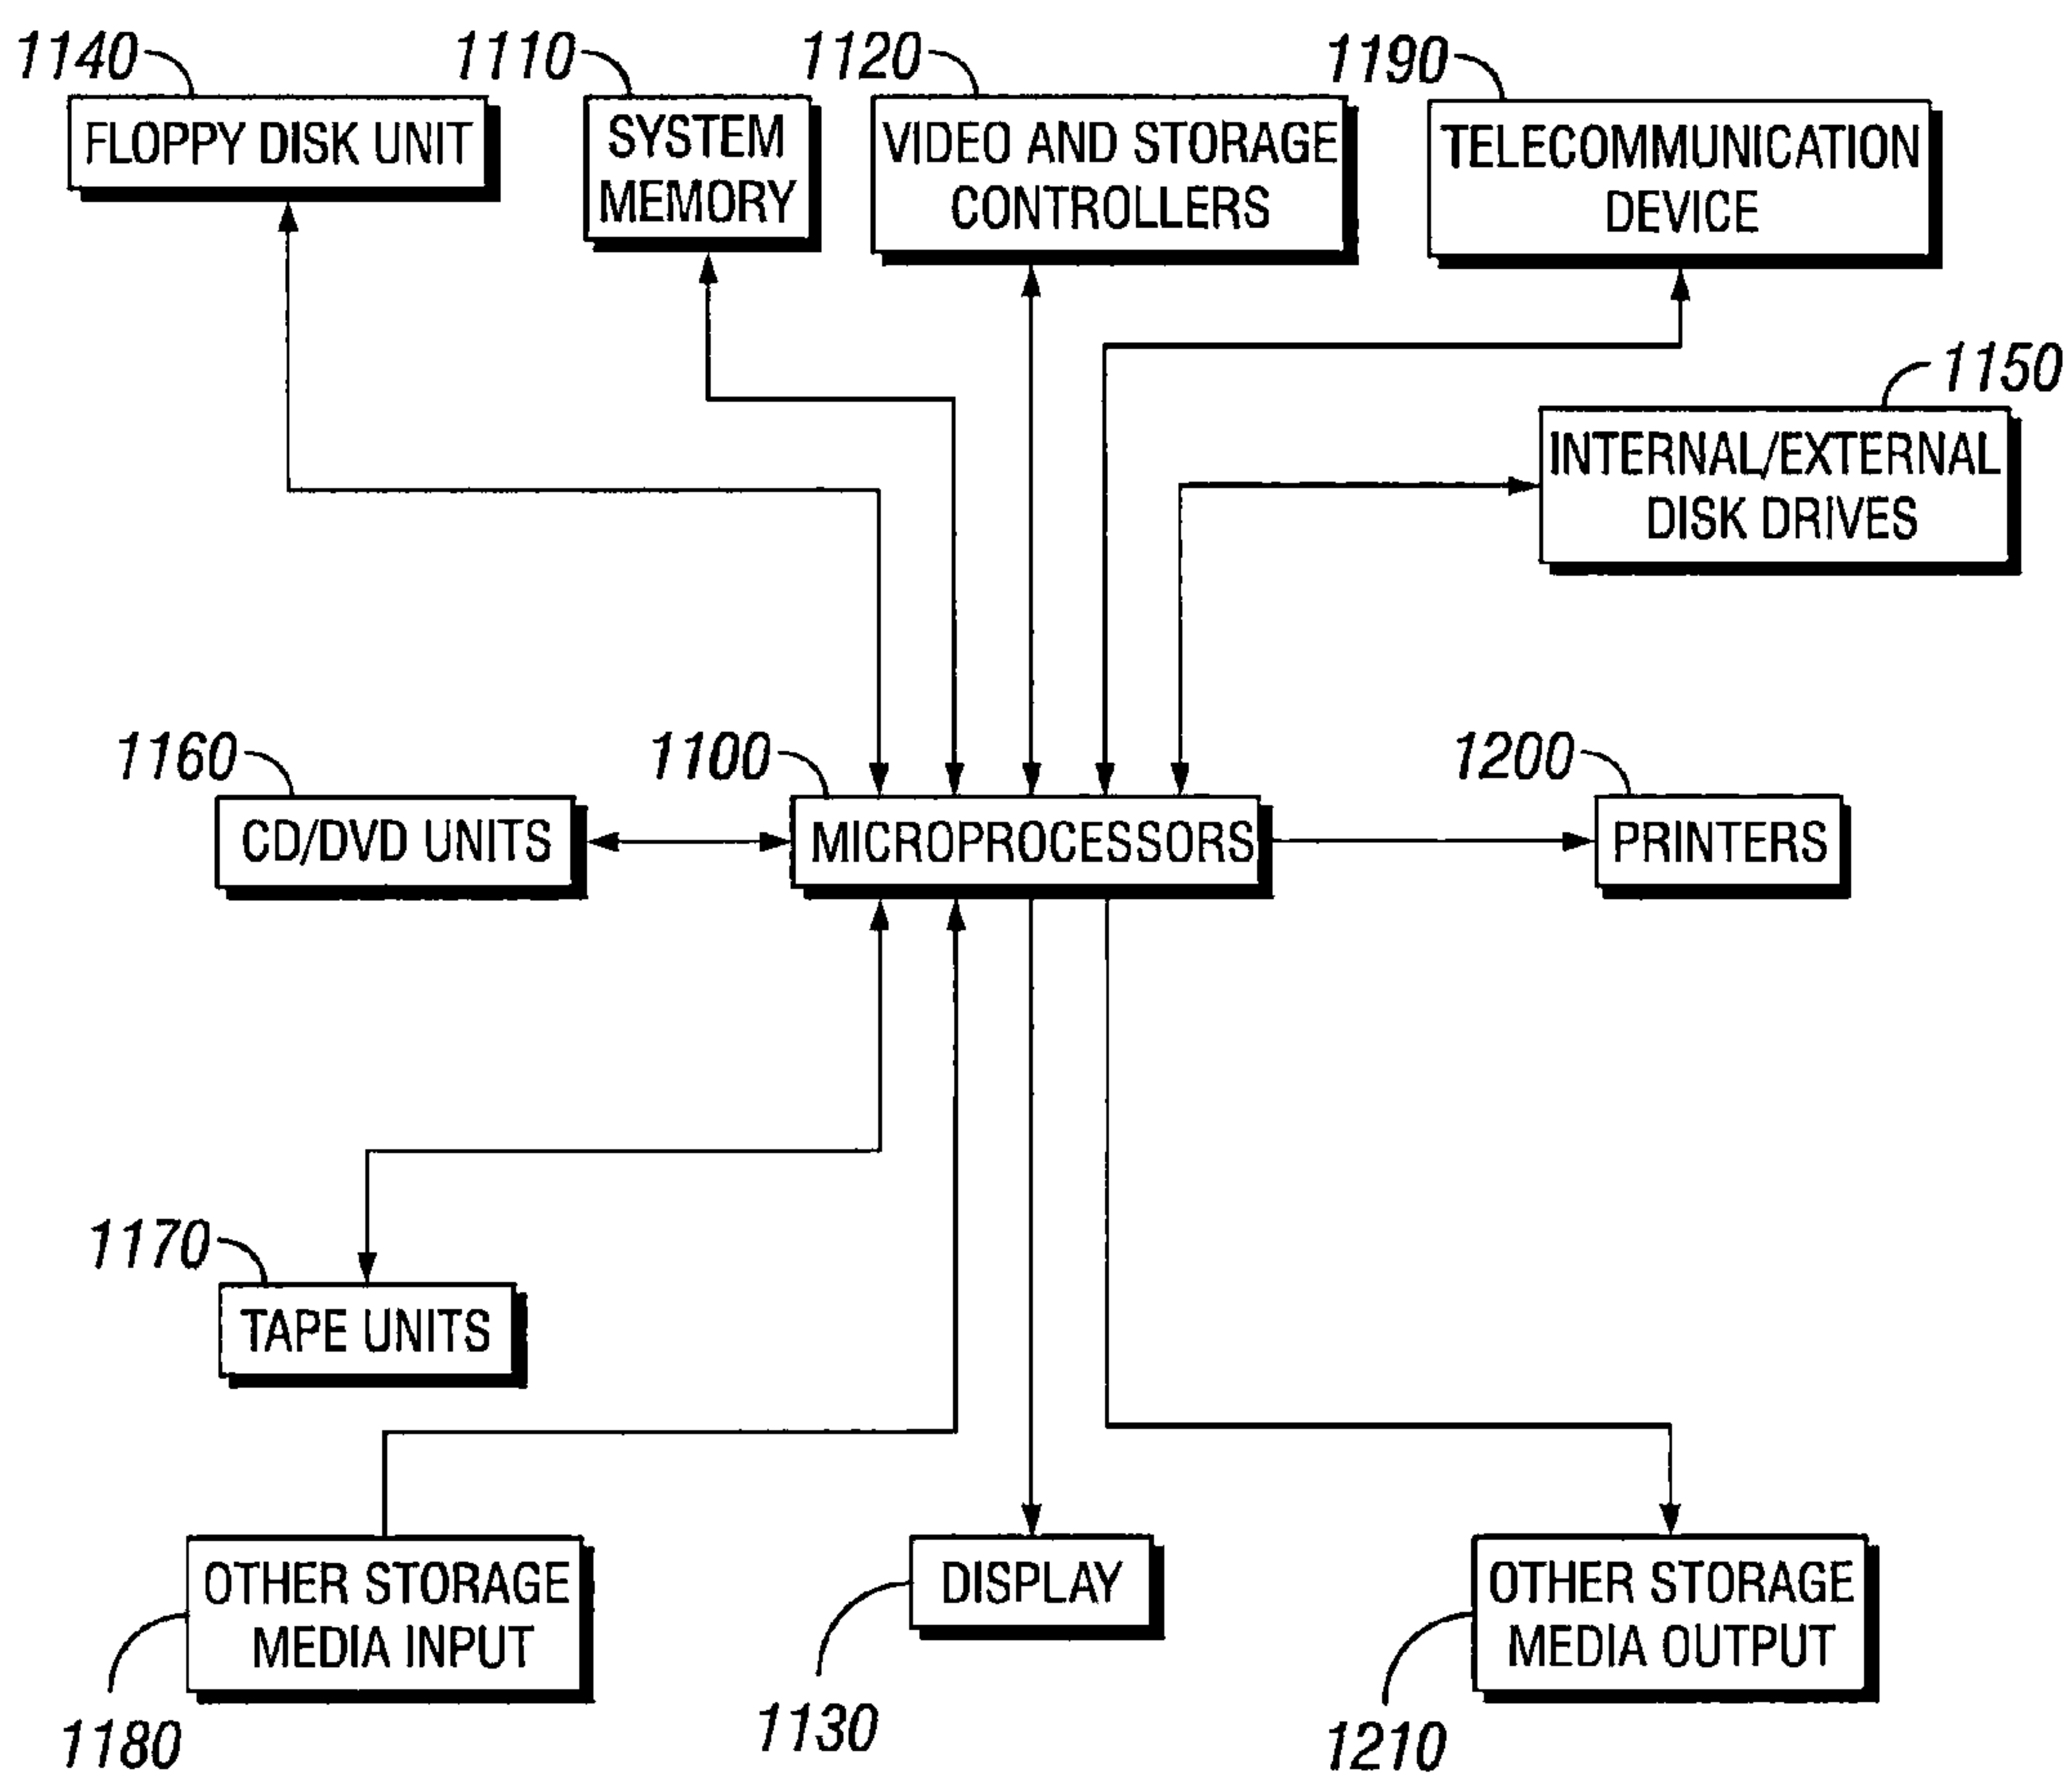 1140
1110
1120
1190
FLOPPY DISK UNIT
SYSTEM
MEMORY
VIDEO AND STORAGE
CONTROLLERS
TELECOMMUNICATION
DEVICE
1150
INTERNAL/EXTERNAL
DISK DRIVES
1160
1100
1200
CD/DVD UNITS
MICROPROCESSORS
PRINTERS
1170
TAPE UNITS
OTHER STORAGE
MEDIA INPUT
DISPLAY
OTHER STORAGE
MEDIA OUTPUT
1180
1130
1210